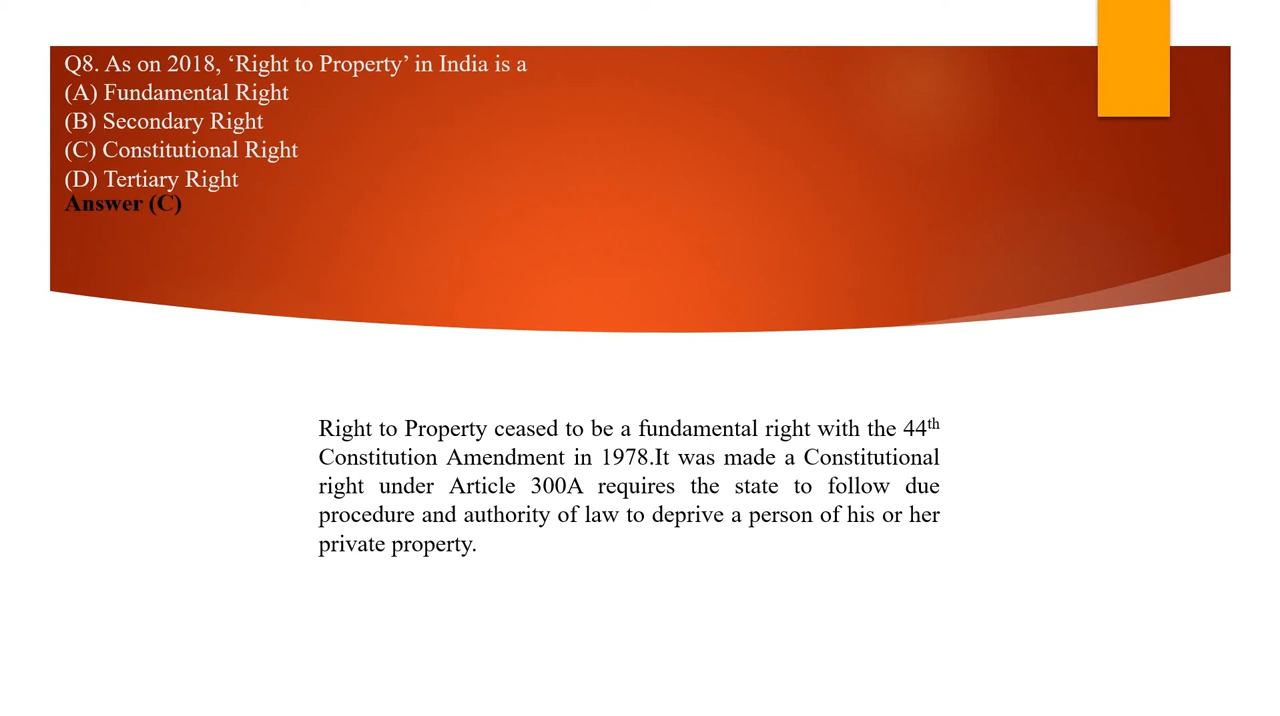 Q8. As on 2018, ‘Right to Property’ in India is a
(A) Fundamental Right
(B) Secondary Right
(C) Constitutional Right
(D) Tertiary Right
Answer (C)
Right to Property ceased to be a fundamental right with the 44th
Constitution Amendment in 1978.It was made a Constitutional
right under Article 300A requires the state to follow due
procedure and authority of law to deprive a person of his or her
private property.